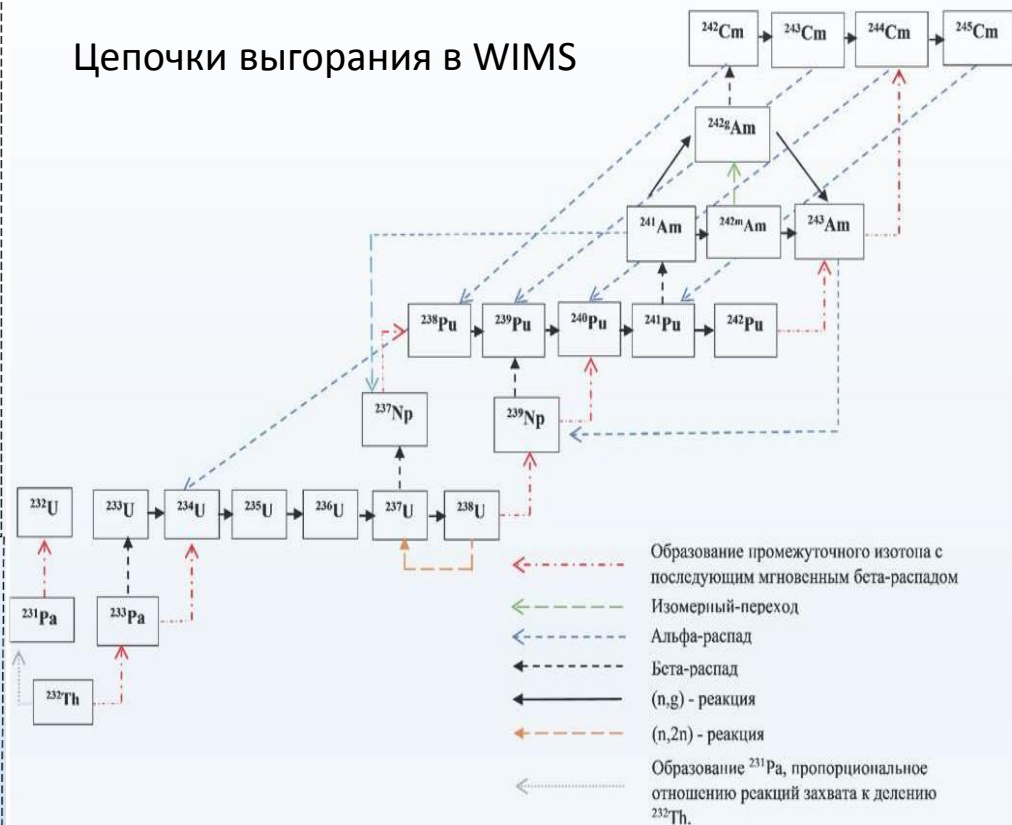 Цепочки выгорания в WIMS
²⁴²Cm ²⁴³Cm ²⁴⁴Cm ²⁴⁵Cm
²⁴²ᵍAm
²⁴¹Am ²⁴²ᵐAm ²⁴³Am
²³⁸Pu ²³⁹Pu ²⁴⁰Pu ²⁴¹Pu ²⁴²Pu
²³⁷Np ²³⁹Np
²³²U ²³³U ²³⁴U ²³⁵U ²³⁶U ²³⁷U ²³⁸U
²³¹Pa ²³³Pa
²³²Th
Образование промежуточного изотопа с
последующим мгновенным бета-распадом
Изомерный-переход
Альфа-распад
Бета-распад
(n,g) - реакция
(n,2n) - реакция
Образование ²³¹Pa, пропорциональное
отношению реакций захвата к делению
²³²Th.